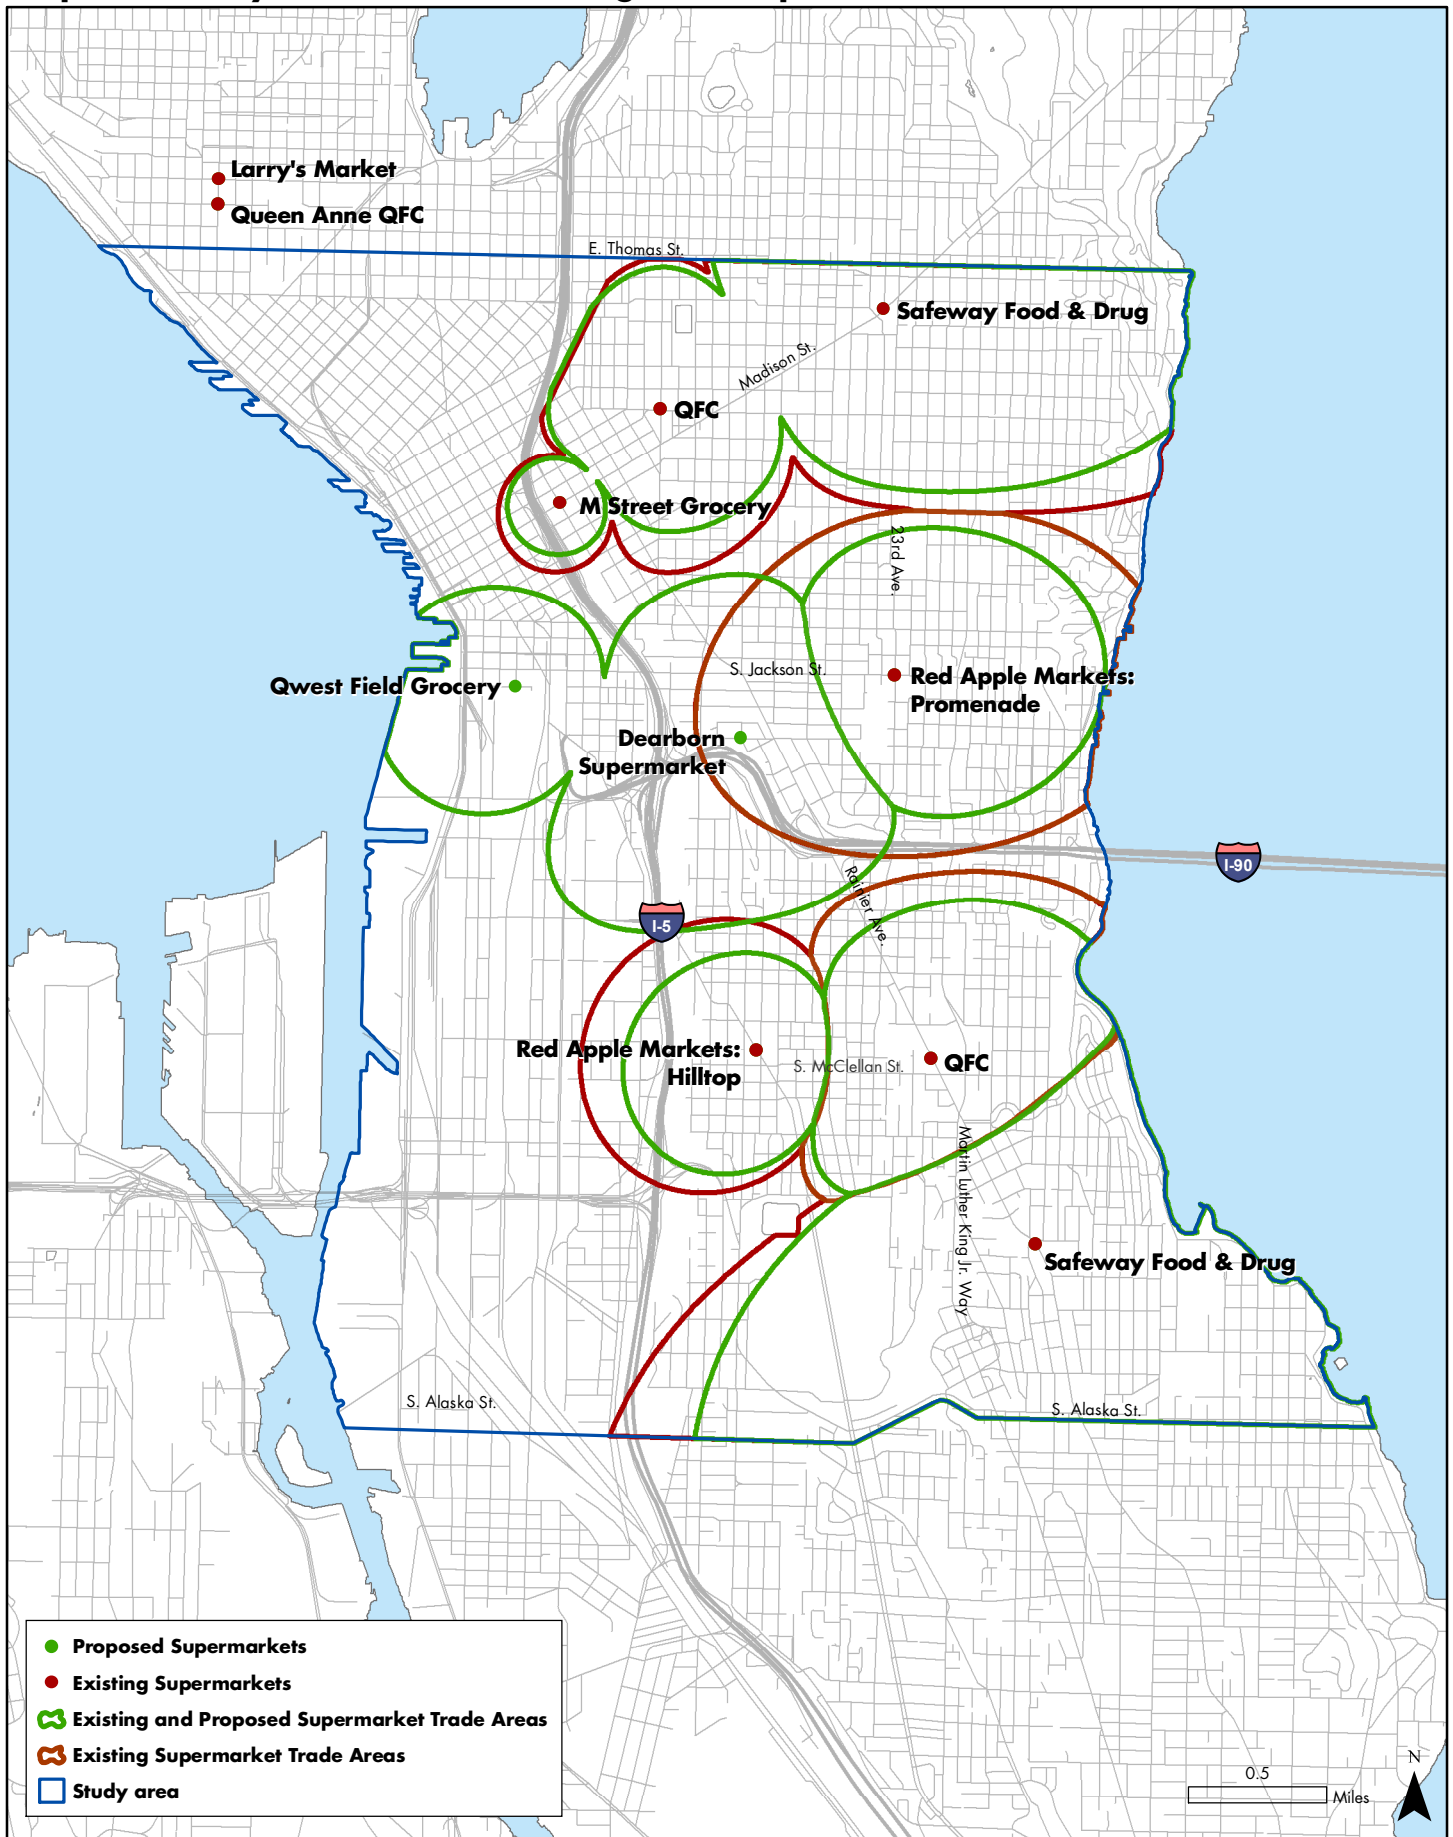 Larry's Market
Queen Anne QFC
E. Thomas St.
Safeway Food & Drug
Madison St.
QFC
M Street Grocery
23rd Ave.
S. Jackson St.
Qwest Field Grocery
Red Apple Markets:
Promenade
Dearborn
Supermarket
I-90
Rainier Ave.
I-5
Red Apple Markets:
Hilltop
S. McClellan St.
QFC
Martin Luther King Jr. Way
Safeway Food & Drug
S. Alaska St.
S. Alaska St.
Proposed Supermarkets
Existing Supermarkets
Existing and Proposed Supermarket Trade Areas
Existing Supermarket Trade Areas
Study area
N
0.5
Miles